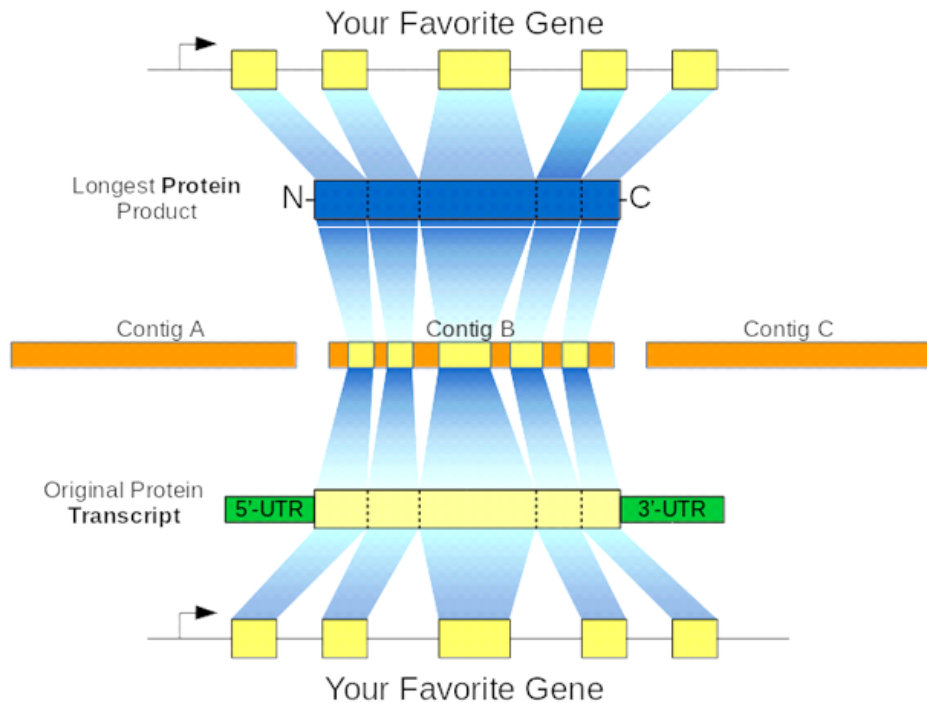 Your Favorite Gene
Longest Protein
Product
N
C
Contig A
Contig B
Contig C
Original Protein
Transcript
5'-UTR
3'-UTR
Your Favorite Gene